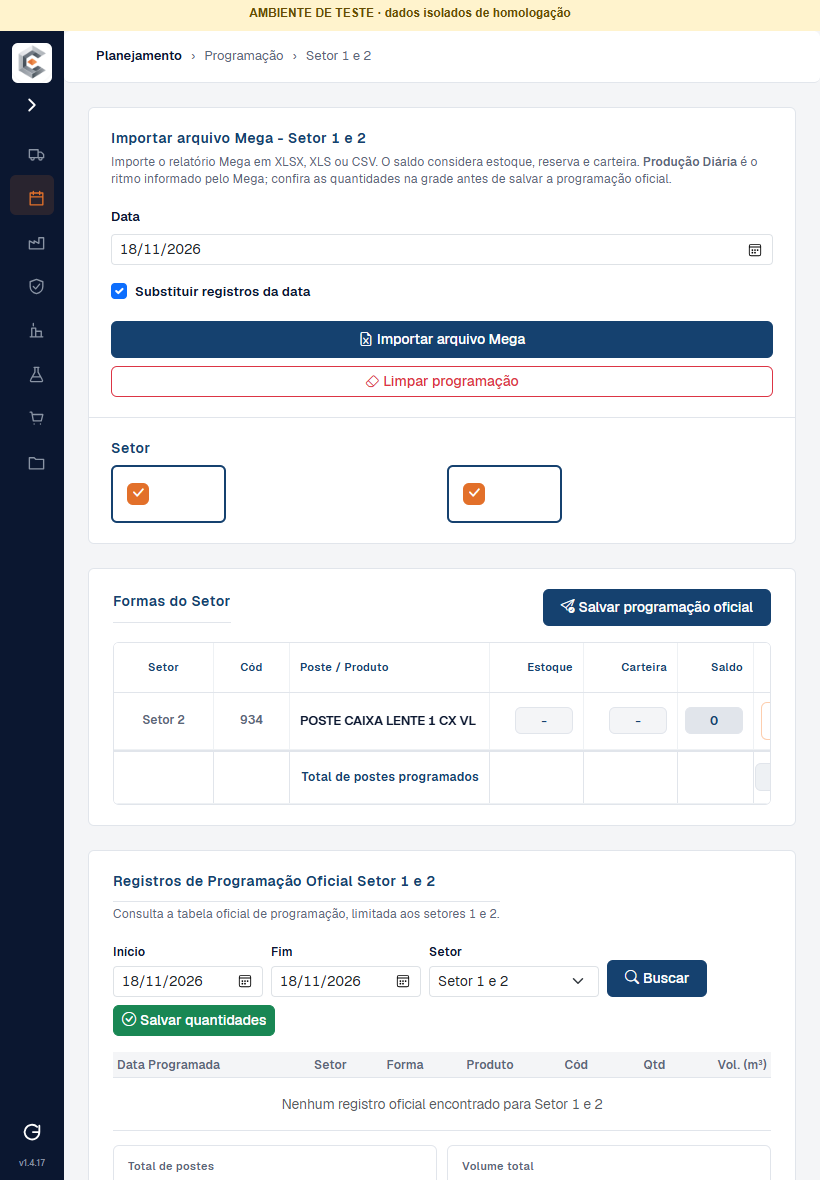 AMBIENTE DE TESTE · dados isolados de homologação
Planejamento › Programação › Setor 1 e 2
Importar arquivo Mega - Setor 1 e 2
Importe o relatório Mega em XLSX, XLS ou CSV. O saldo considera estoque, reserva e carteira. Produção Diária é o
ritmo informado pelo Mega; confira as quantidades na grade antes de salvar a programação oficial.
Data
18/11/2026
Substituir registros da data
Importar arquivo Mega
Limpar programação
Setor
Formas do Setor
Salvar programação oficial
Setor Cód Poste / Produto Estoque Carteira Saldo
Setor 2 934 POSTE CAIXA LENTE 1 CX VL - - 0
Total de postes programados
Registros de Programação Oficial Setor 1 e 2
Consulta a tabela oficial de programação, limitada aos setores 1 e 2.
Início Fim Setor
18/11/2026 18/11/2026 Setor 1 e 2 Buscar
Salvar quantidades
Data Programada Setor Forma Produto Cód Qtd Vol. (m³)
Nenhum registro oficial encontrado para Setor 1 e 2
Total de postes Volume total
v1.4.17